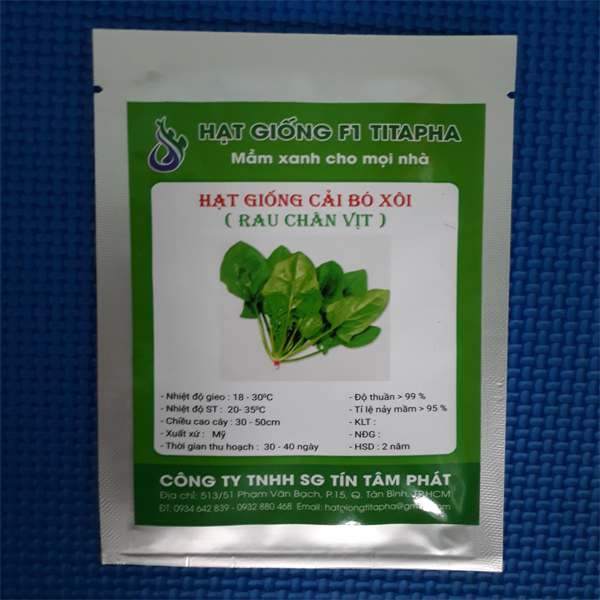 HẠT GIỐNG F1 TITAPHA
Mầm xanh cho mọi nhà
HẠT GIỐNG CẢI BÓ XÔI
( RAU CHÂN VỊT )
- Nhiệt độ gieo : 18 - 30ºC
- Nhiệt độ ST : 20- 35ºC
- Chiều cao cây : 30 - 50cm
- Xuất xứ : Mỹ
- Thời gian thu hoạch : 30 - 40 ngày
- Độ thuần > 99 %
- Tỉ lệ nảy mầm > 95 %
- KLT :
- NĐG :
- HSD : 2 năm
CÔNG TY TNHH SG TÍN TÂM PHÁT
Địa chỉ: 513/51 Phạm Văn Bạch, P.15, Q. Tân Bình, TPHCM
ĐT: 0934 642 839 - 0932 880 468 Email: